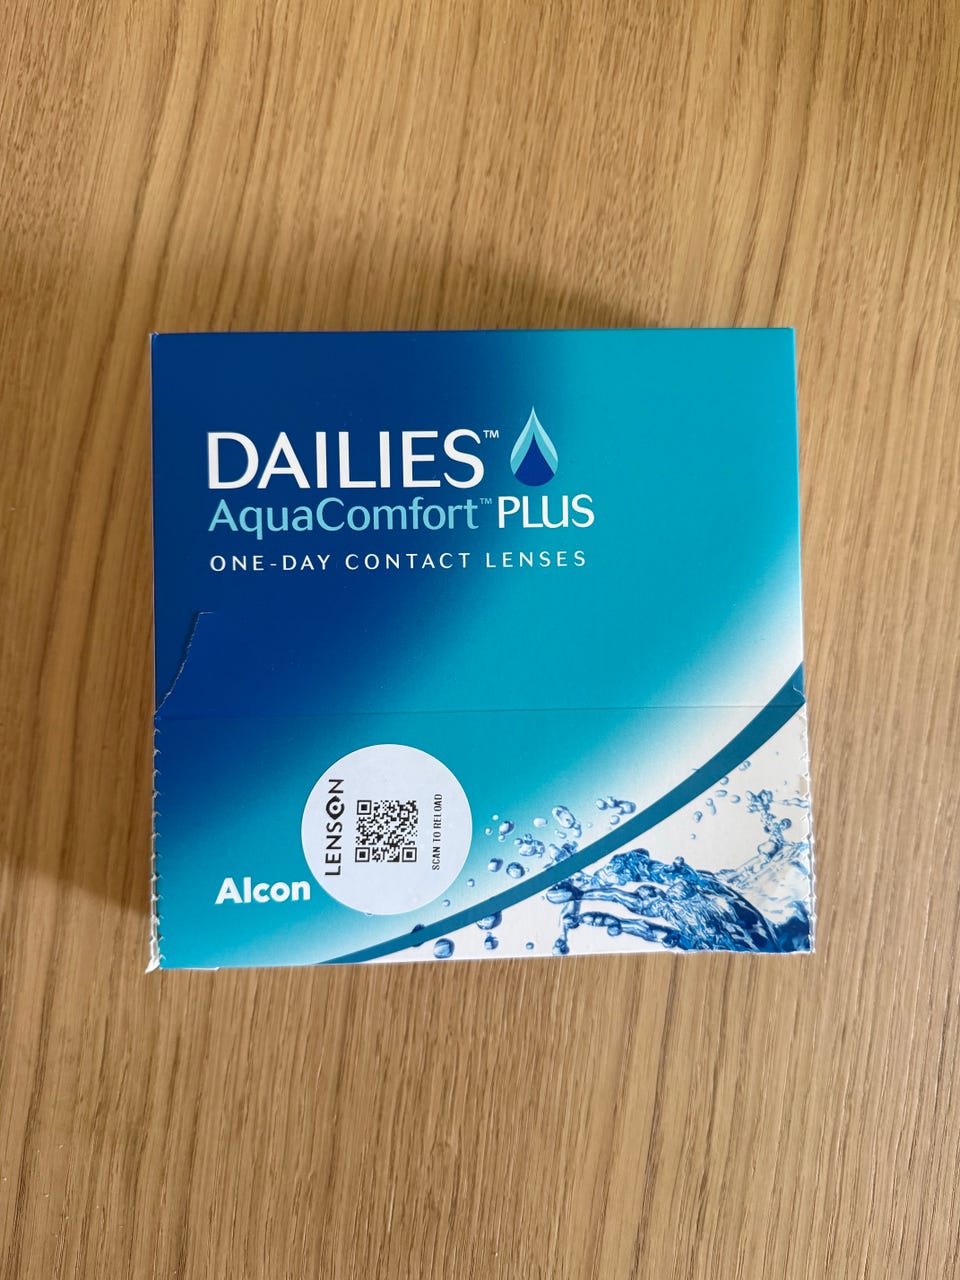 DAILIES™
AquaComfort™ PLUS
ONE-DAY CONTACT LENSES
Alcon
LENSON
SCAN TO RELOAD